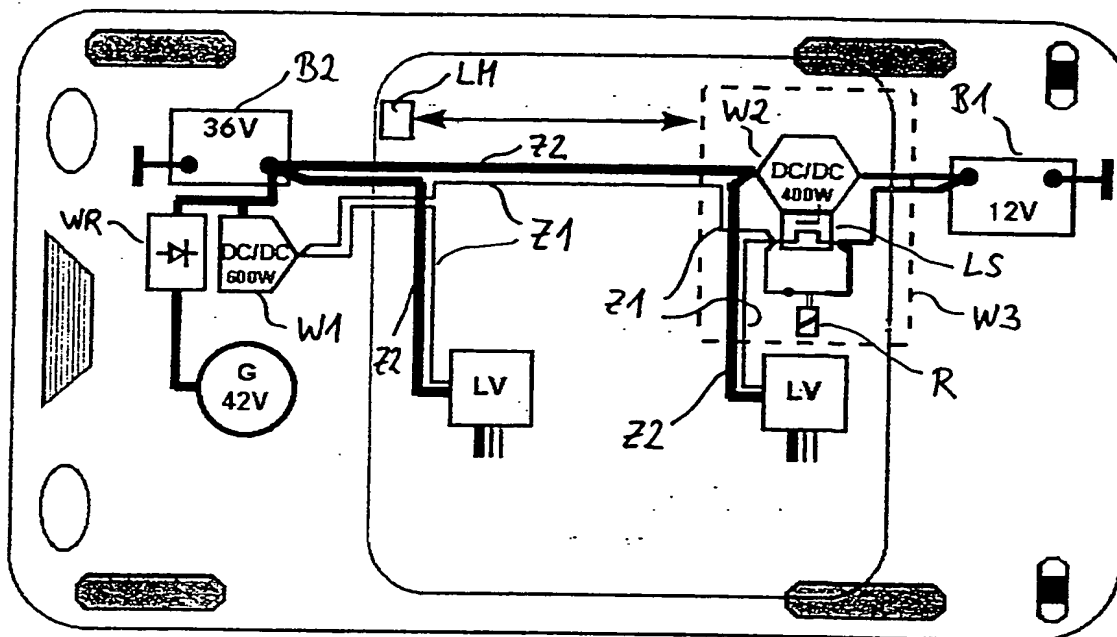 B2
LH
36V
W2
B1
Z2
DC/DC
400W
12V
WR
DC/DC
600W
Z1
Z1
LS
W1
Z1
W3
Z2
G
42V
LV
LV
R
Z2